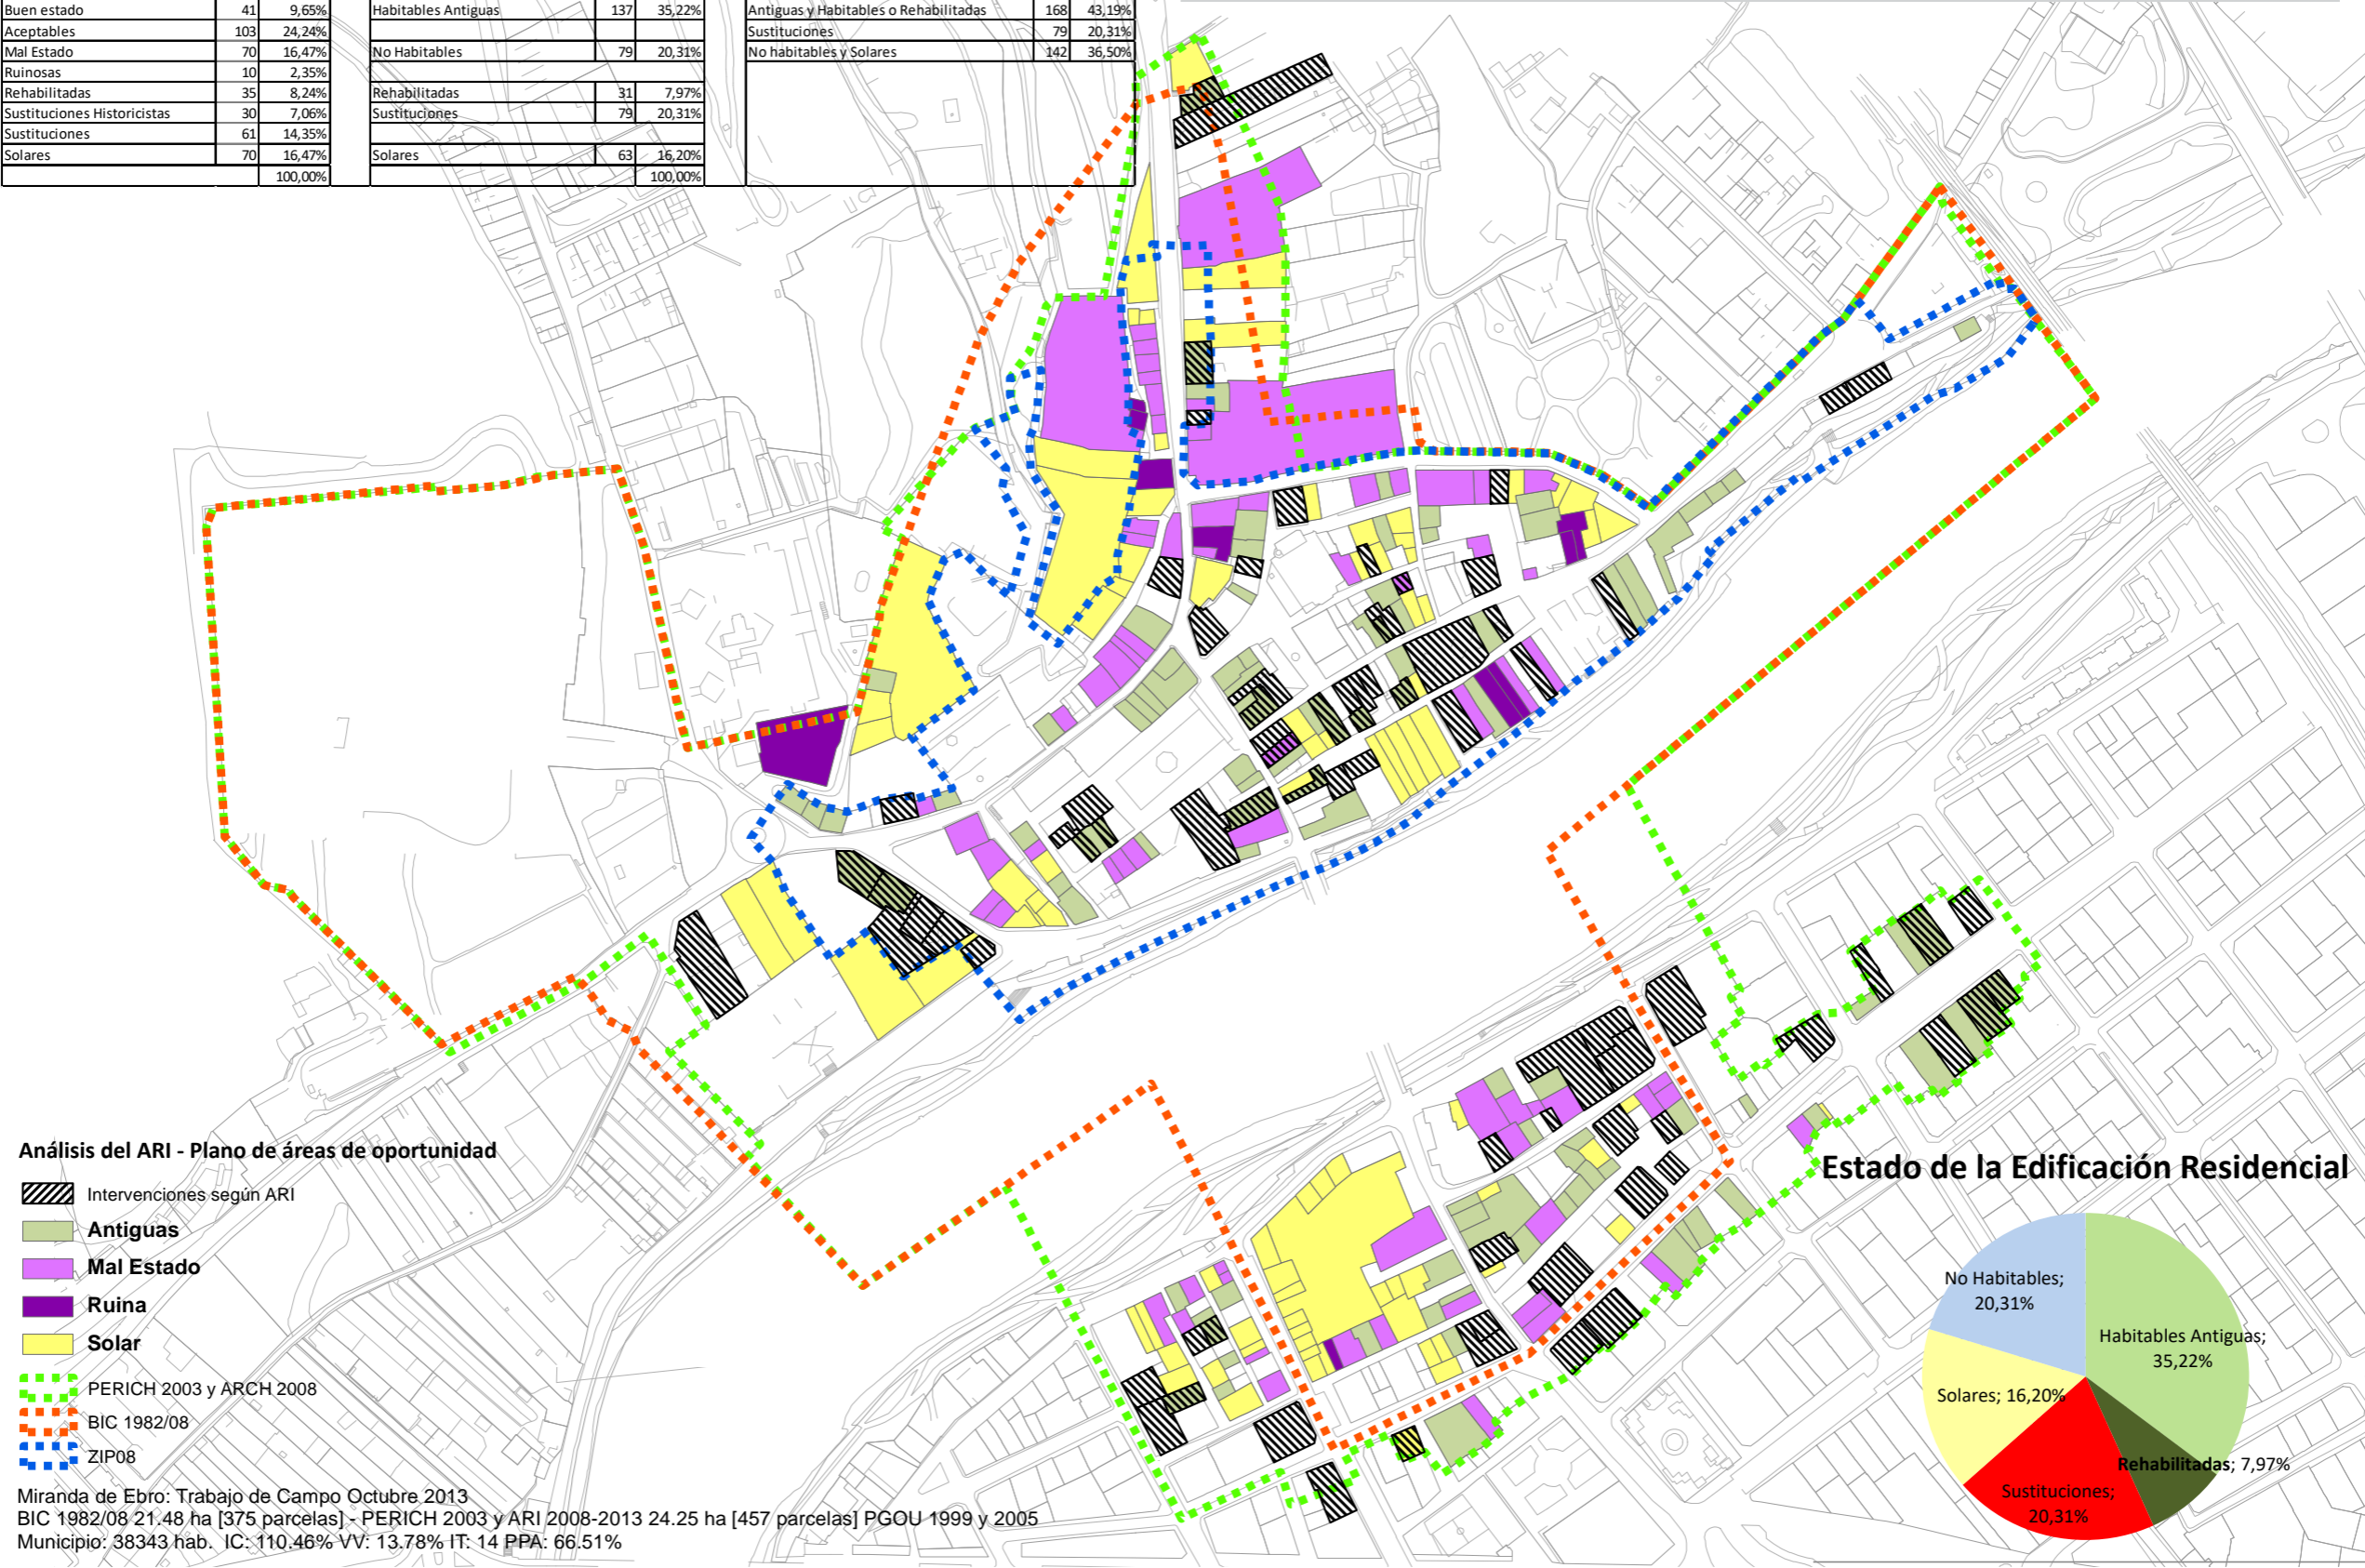 Buen estado 41 9,65% Habitables Antiguas 137 35,22% Antiguas y Habitables o Rehabilitadas 168 43,19%
Aceptables 103 24,24% Sustituciones 79 20,31%
Mal Estado 70 16,47% No Habitables 79 20,31% No habitables y Solares 142 36,50%
Ruinosas 10 2,35%
Rehabilitadas 35 8,24% Rehabilitadas 31 7,97%
Sustituciones Historicistas 30 7,06% Sustituciones 79 20,31%
Sustituciones 61 14,35%
Solares 70 16,47% Solares 63 16,20%
100,00% 100,00%
Análisis del ARI - Plano de áreas de oportunidad
Intervenciones según ARI
Antiguas
Mal Estado
Ruina
Solar
PERICH 2003 y ARCH 2008
BIC 1982/08
ZIP08
Miranda de Ebro: Trabajo de Campo Octubre 2013
BIC 1982/08 21.48 ha [375 parcelas] - PERICH 2003 y ARI 2008-2013 24.25 ha [457 parcelas] PGOU 1999 y 2005
Municipio: 38343 hab. IC: 110.46% VV: 13.78% IT: 14 PPA: 66.51%
Estado de la Edificación Residencial
No Habitables;
20,31%
Habitables Antiguas;
35,22%
Solares; 16,20%
Rehabilitadas; 7,97%
Sustituciones;
20,31%